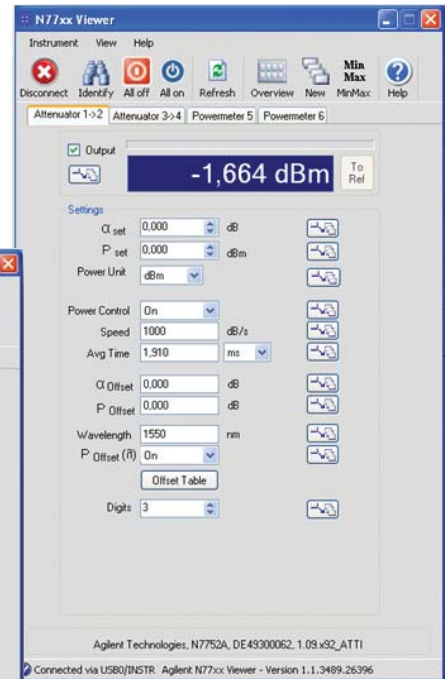 N77xx Viewer
Instrument View Help
Disconnect Identify All off All on Refresh Overview New Min Max MinMax Help
Attenuator 1->2 Attenuator 3->4 Powermeter 5 Powermeter 6
Output
-1,664 dBm To Ref
Settings
α set 0,000 dB
P set 0,000 dBm
Power Unit dBm
Power Control On
Speed 1000 dB/s
Avg Time 1,910 ms
α Offset 0,000 dB
P Offset 0,000 dB
Wavelength 1550 nm
P Offset (λ) On
Offset Table
Digits 3
Agilent Technologies, N7752A, DE49300062, 1.09.x92_ATTI
Connected via USB0/INSTR Agilent N77xx Viewer - Version 1.1.3489.26396